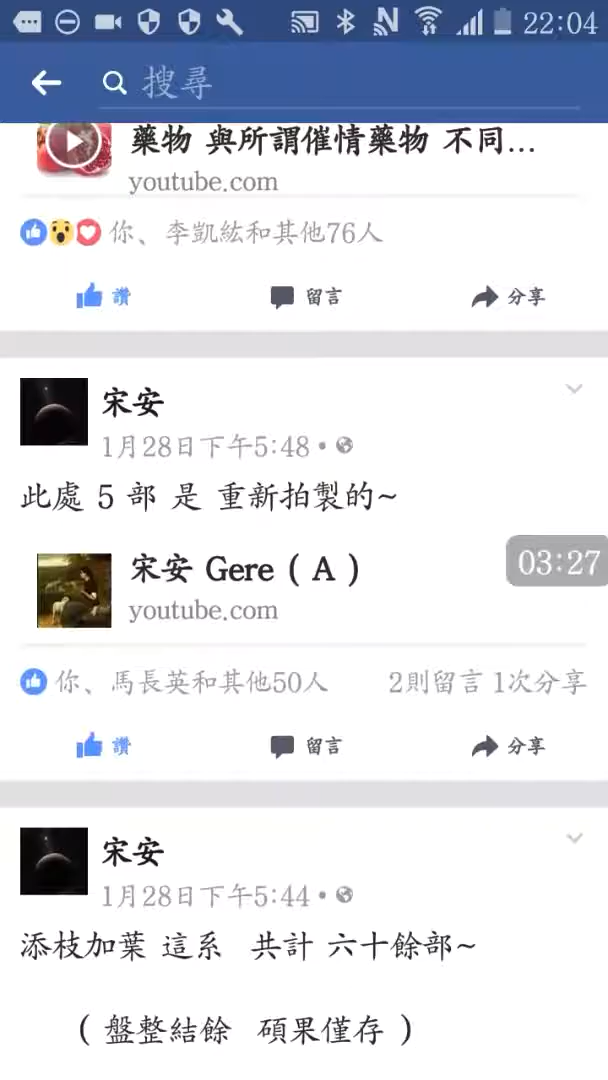 22:04
搜尋
藥物 與所謂催情藥物 不同...
youtube.com
你、李凱紘和其他76人
讚 留言 分享
宋安
1月28日下午5:48
此處 5 部 是 重新拍製的~
宋安 Gere ( A )
youtube.com
03:27
你、馬長英和其他50人 2則留言 1次分享
讚 留言 分享
宋安
1月28日下午5:44
添枝加葉 這系 共計 六十餘部~
( 盤整結餘 碩果僅存 )